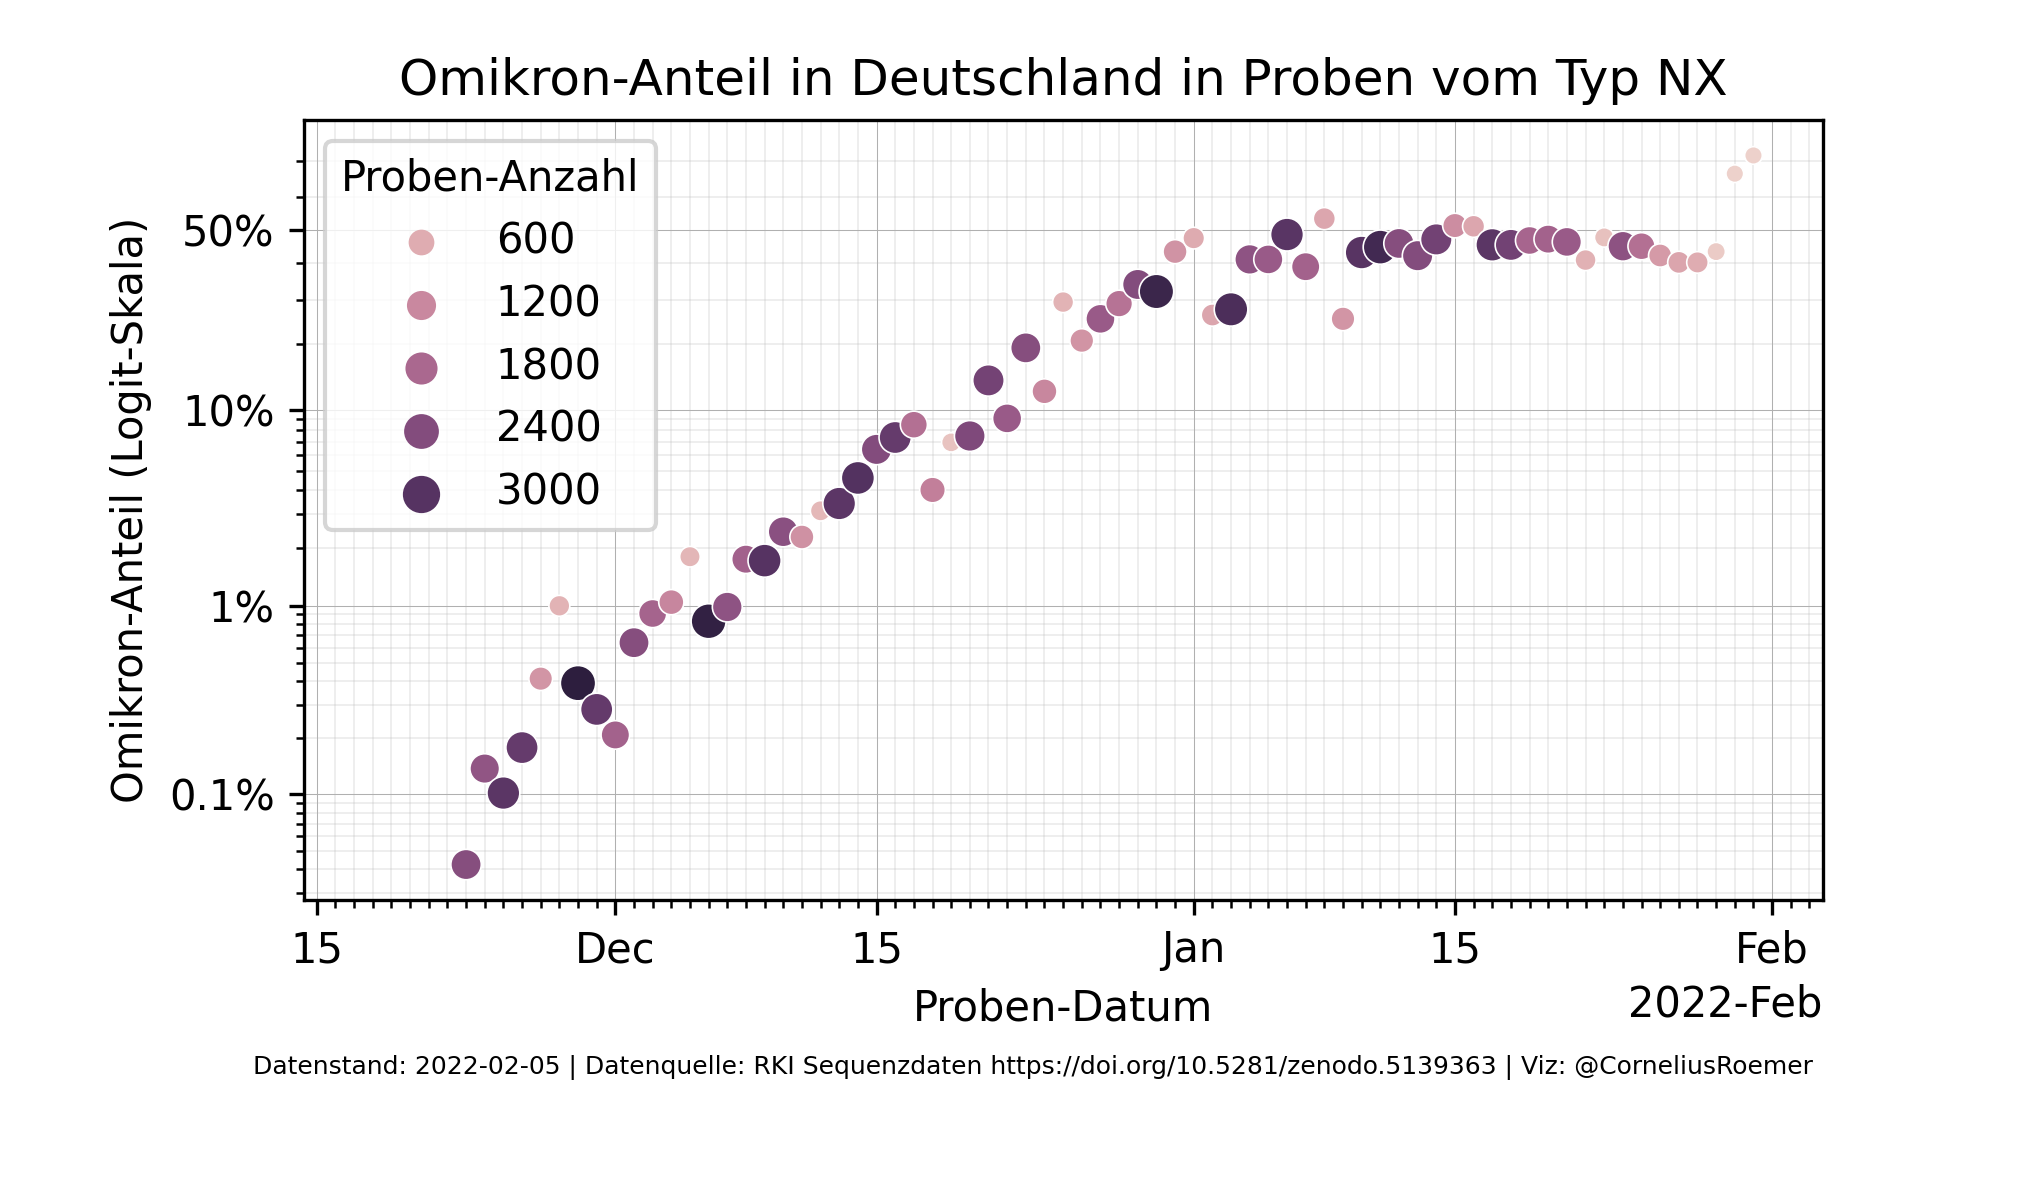 Omikron-Anteil in Deutschland in Proben vom Typ NX
Proben-Anzahl
600
1200
1800
2400
3000
50%
10%
1%
0.1%
Omikron-Anteil (Logit-Skala)
15 Dec 15 Jan 15 Feb
2022-Feb
Proben-Datum
Datenstand: 2022-02-05 | Datenquelle: RKI Sequenzdaten https://doi.org/10.5281/zenodo.5139363 | Viz: @CorneliusRoemer